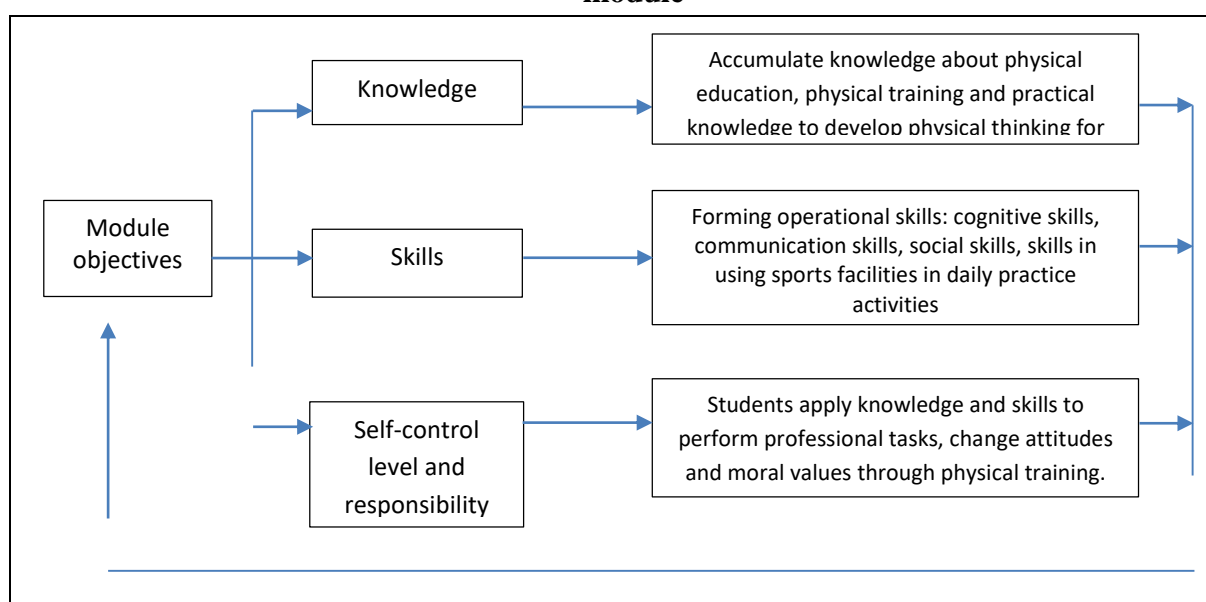 module
Knowledge
Accumulate knowledge about physical
education, physical training and practical
knowledge to develop physical thinking for
Module
objectives
Skills
Forming operational skills: cognitive skills,
communication skills, social skills, skills in
using sports facilities in daily practice
activities
Self-control
level and
responsibility
Students apply knowledge and skills to
perform professional tasks, change attitudes
and moral values through physical training.